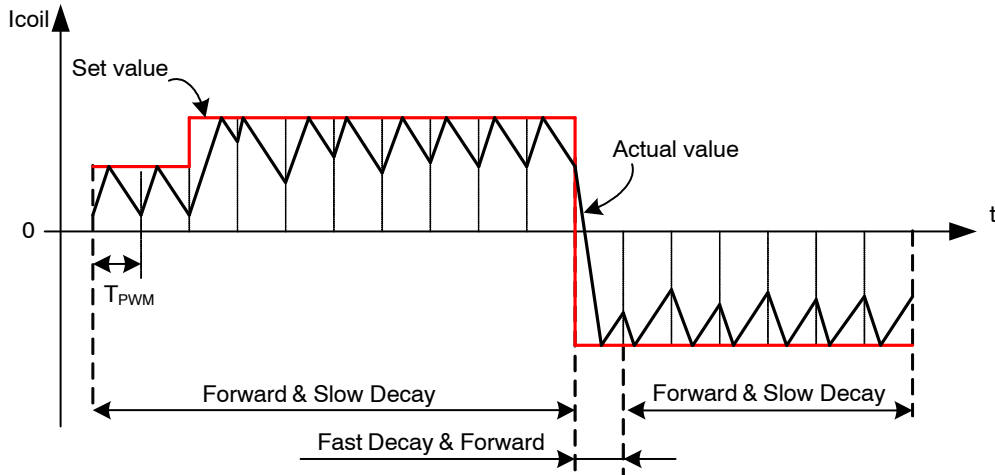 Icoil
Set value
Actual value
0
t
TPWM
Forward & Slow Decay
Forward & Slow Decay
Fast Decay & Forward